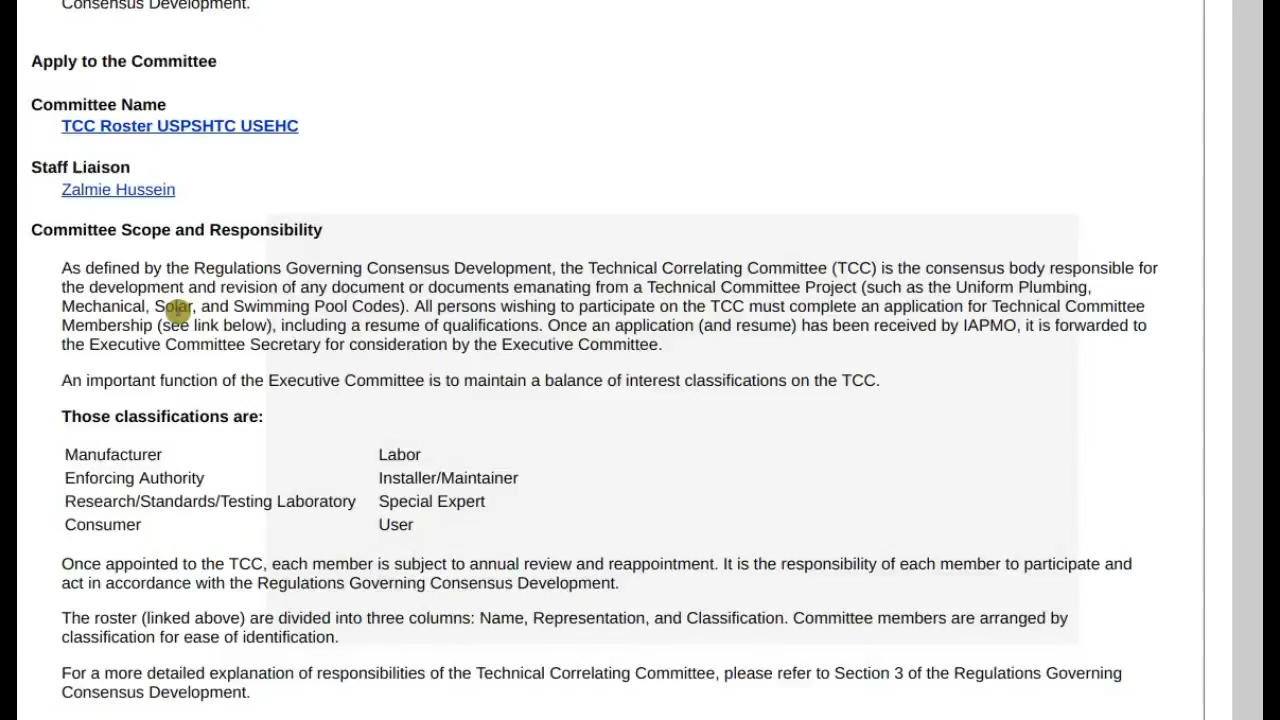 Consensus Development.
Apply to the Committee
Committee Name
TCC Roster USPSHTC USEHC
Staff Liaison
Zalmie Hussein
Committee Scope and Responsibility
As defined by the Regulations Governing Consensus Development, the Technical Correlating Committee (TCC) is the consensus body responsible for
the development and revision of any document or documents emanating from a Technical Committee Project (such as the Uniform Plumbing,
Mechanical, Solar, and Swimming Pool Codes). All persons wishing to participate on the TCC must complete an application for Technical Committee
Membership (see link below), including a resume of qualifications. Once an application (and resume) has been received by IAPMO, it is forwarded to
the Executive Committee Secretary for consideration by the Executive Committee.
An important function of the Executive Committee is to maintain a balance of interest classifications on the TCC.
Those classifications are:
Manufacturer Labor
Enforcing Authority Installer/Maintainer
Research/Standards/Testing Laboratory Special Expert
Consumer User
Once appointed to the TCC, each member is subject to annual review and reappointment. It is the responsibility of each member to participate and
act in accordance with the Regulations Governing Consensus Development.
The roster (linked above) are divided into three columns: Name, Representation, and Classification. Committee members are arranged by
classification for ease of identification.
For a more detailed explanation of responsibilities of the Technical Correlating Committee, please refer to Section 3 of the Regulations Governing
Consensus Development.